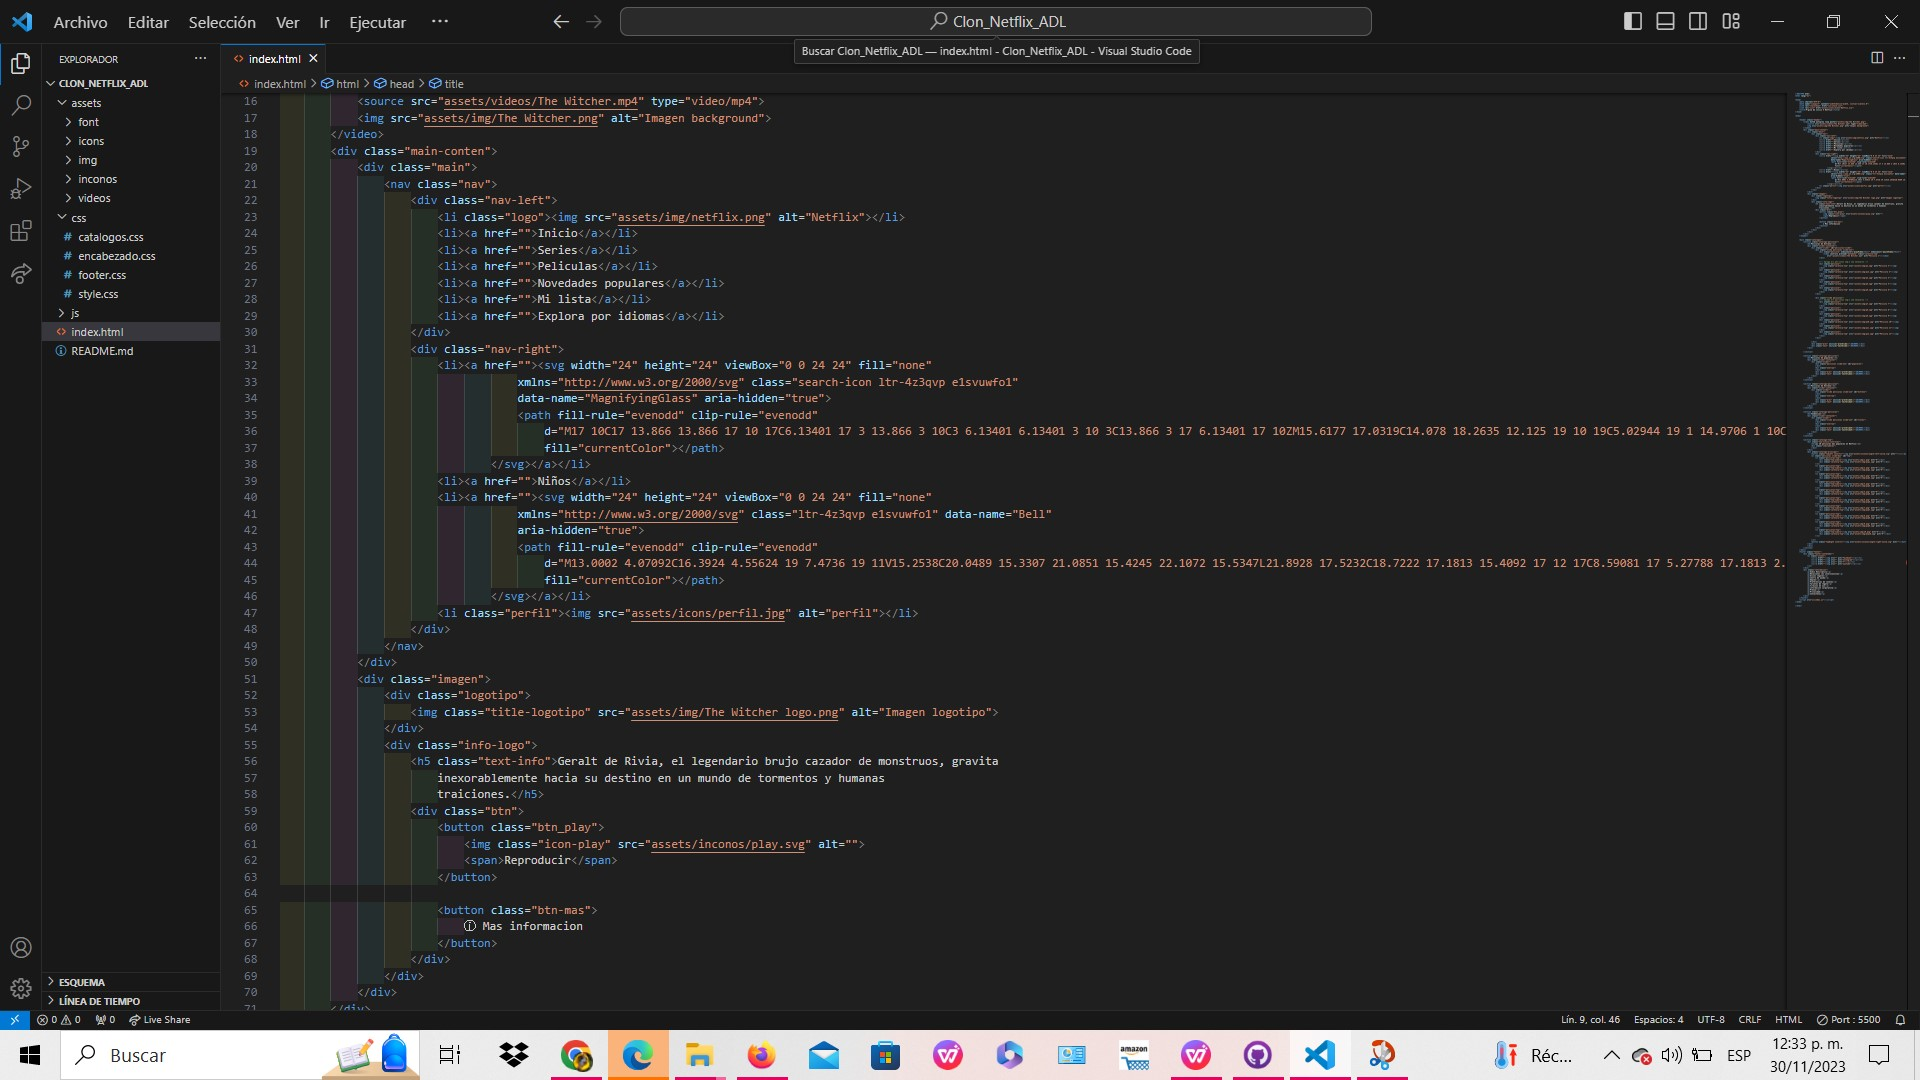 Archivo Editar Selección Ver Ir Ejecutar ··· Clon_Netflix_ADL
Buscar Clon_Netflix_ADL — index.html - Clon_Netflix_ADL - Visual Studio Code
EXPLORADOR ···
CLON_NETFLIX_ADL
assets
font
icons
img
inconos
videos
css
# catalogos.css
# encabezado.css
# footer.css
# style.css
js
<> index.html
README.md
ESQUEMA
LÍNEA DE TIEMPO
<> index.html
<> index.html > html > head > title
16 <source src="assets/videos/The Witcher.mp4" type="video/mp4">
17 <img src="assets/img/The Witcher.png" alt="Imagen background">
18 </video>
19 <div class="main-conten">
20 <div class="main">
21 <nav class="nav">
22 <div class="nav-left">
23 <li class="logo"><img src="assets/img/netflix.png" alt="Netflix"></li>
24 <li><a href="">Inicio</a></li>
25 <li><a href="">Series</a></li>
26 <li><a href="">Peliculas</a></li>
27 <li><a href="">Novedades populares</a></li>
28 <li><a href="">Mi lista</a></li>
29 <li><a href="">Explora por idiomas</a></li>
30 </div>
31 <div class="nav-right">
32 <li><a href=""><svg width="24" height="24" viewBox="0 0 24 24" fill="none"
33 xmlns="http://www.w3.org/2000/svg" class="search-icon ltr-4z3qvp e1svuwfo1"
34 data-name="MagnifyingGlass" aria-hidden="true">
35 <path fill-rule="evenodd" clip-rule="evenodd"
36 d="M17 10C17 13.866 13.866 17 10 17C6.13401 17 3 13.866 3 10C3 6.13401 6.13401 3 10 3C13.866 3 17 6.13401 17 10ZM15.6177 17.0319C14.078 18.2635 12.125 19 10 19C5.02944 19 1 14.9706 1 10C
37 fill="currentColor"></path>
38 </svg></a></li>
39 <li><a href="">Niños</a></li>
40 <li><a href=""><svg width="24" height="24" viewBox="0 0 24 24" fill="none"
41 xmlns="http://www.w3.org/2000/svg" class="ltr-4z3qvp e1svuwfo1" data-name="Bell"
42 aria-hidden="true">
43 <path fill-rule="evenodd" clip-rule="evenodd"
44 d="M13.0002 4.07092C16.3924 4.55624 19 7.4736 19 11V15.2538C20.0489 15.3307 21.0851 15.4245 22.1072 15.5347L21.8928 17.5232C18.7222 17.1813 15.4092 17 12 17C8.59081 17 5.27788 17.1813 2.
45 fill="currentColor"></path>
46 </svg></a></li>
47 <li class="perfil"><img src="assets/icons/perfil.jpg" alt="perfil"></li>
48 </div>
49 </nav>
50 </div>
51 <div class="imagen">
52 <div class="logotipo">
53 <img class="title-logotipo" src="assets/img/The Witcher logo.png" alt="Imagen logotipo">
54 </div>
55 <div class="info-logo">
56 <h5 class="text-info">Geralt de Rivia, el legendario brujo cazador de monstruos, gravita
57 inexorablemente hacia su destino en un mundo de tormentos y humanas
58 traiciones.</h5>
59 <div class="btn">
60 <button class="btn_play">
61 <img class="icon-play" src="assets/inconos/play.svg" alt="">
62 <span>Reproducir</span>
63 </button>
64
65 <button class="btn-mas">
66 ⓘ Mas informacion
67 </button>
68 </div>
69 </div>
70 </div>
71 </div>
0 0 0 Live Share Lín. 9, col. 46 Espacios: 4 UTF-8 CRLF HTML Port : 5500
Buscar amazon Réc... ESP 12:33 p. m.
30/11/2023